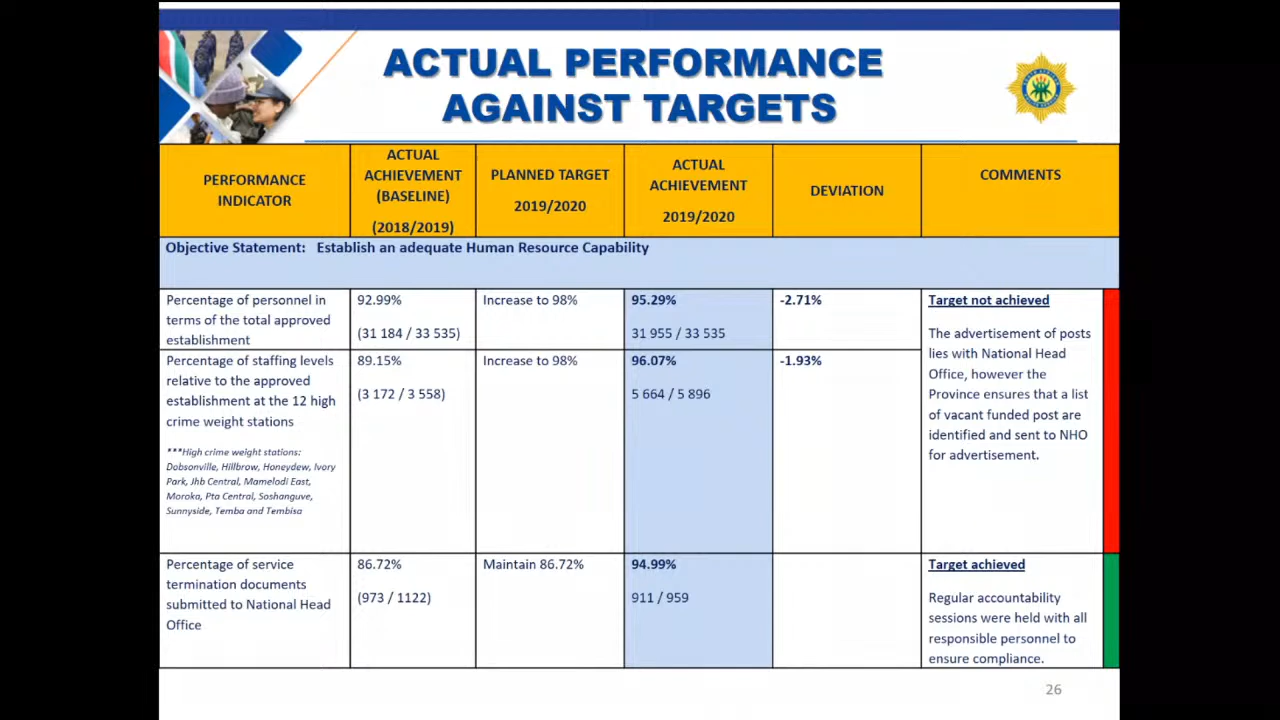 ACTUAL PERFORMANCE
AGAINST TARGETS
PERFORMANCE
INDICATOR
ACTUAL
ACHIEVEMENT
(BASELINE)
(2018/2019)
PLANNED TARGET
2019/2020
ACTUAL
ACHIEVEMENT
2019/2020
DEVIATION
COMMENTS
Objective Statement: Establish an adequate Human Resource Capability
Percentage of personnel in
terms of the total approved
establishment
92.99%
(31 184 / 33 535)
Increase to 98%
95.29%
31 955 / 33 535
-2.71%
Target not achieved
The advertisement of posts
lies with National Head
Office, however the
Province ensures that a list
of vacant funded post are
identified and sent to NHO
for advertisement.
Percentage of staffing levels
relative to the approved
establishment at the 12 high
crime weight stations
***High crime weight stations:
Dobsonville, Hillbrow, Honeydew, Ivory
Park, Jhb Central, Mamelodi East,
Moroka, Pta Central, Soshanguve,
Sunnyside, Temba and Tembisa
89.15%
(3 172 / 3 558)
Increase to 98%
96.07%
5 664 / 5 896
-1.93%
Percentage of service
termination documents
submitted to National Head
Office
86.72%
(973 / 1122)
Maintain 86.72%
94.99%
911 / 959
Target achieved
Regular accountability
sessions were held with all
responsible personnel to
ensure compliance.
26